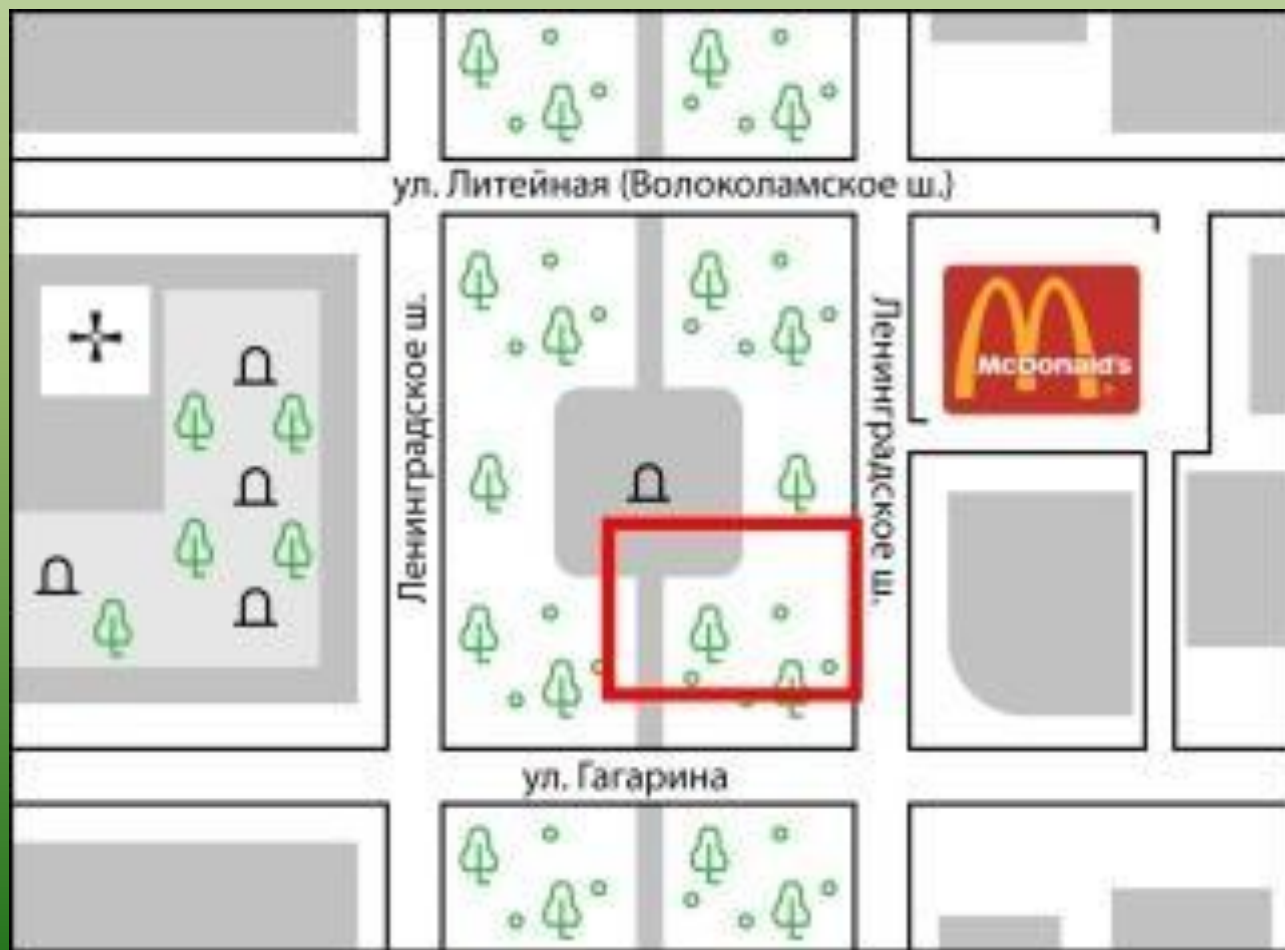 ул. Литейная (Волоколамское ш.)
Ленинградское ш.
Ленинградское ш.
McDonald's
ул. Гагарина